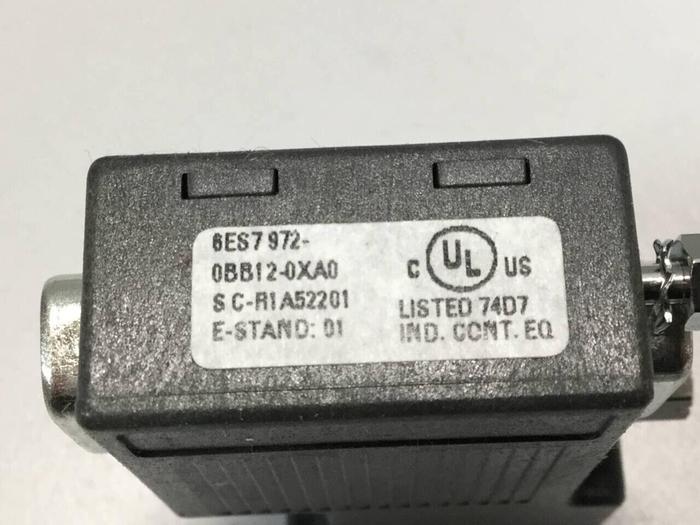 6ES7 972-
0BB12-0XA0
S C-R1A52201
E-STAND: 01
C UL US
LISTED 74D7
IND. CONT. EQ